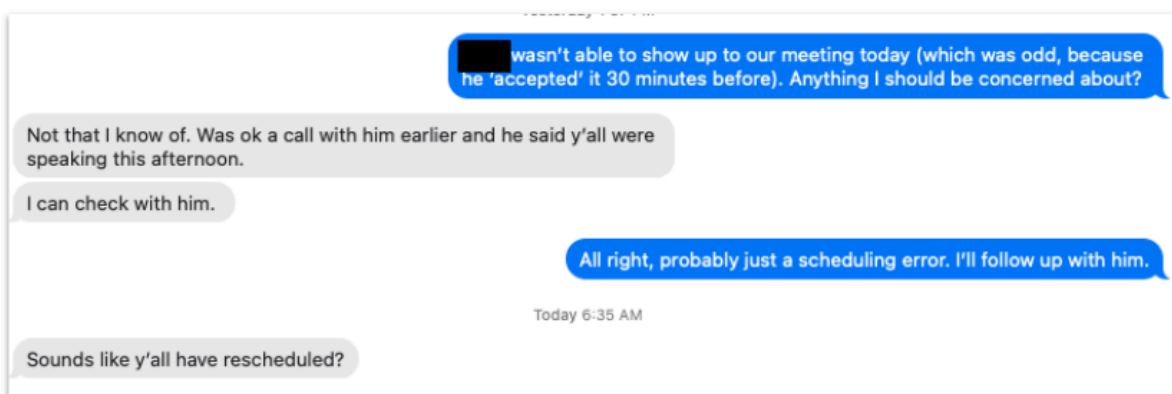 wasn't able to show up to our meeting today (which was odd, because
he 'accepted' it 30 minutes before). Anything I should be concerned about?
Not that I know of. Was ok a call with him earlier and he said y'all were
speaking this afternoon.
I can check with him.
All right, probably just a scheduling error. I'll follow up with him.
Today 6:35 AM
Sounds like y'all have rescheduled?